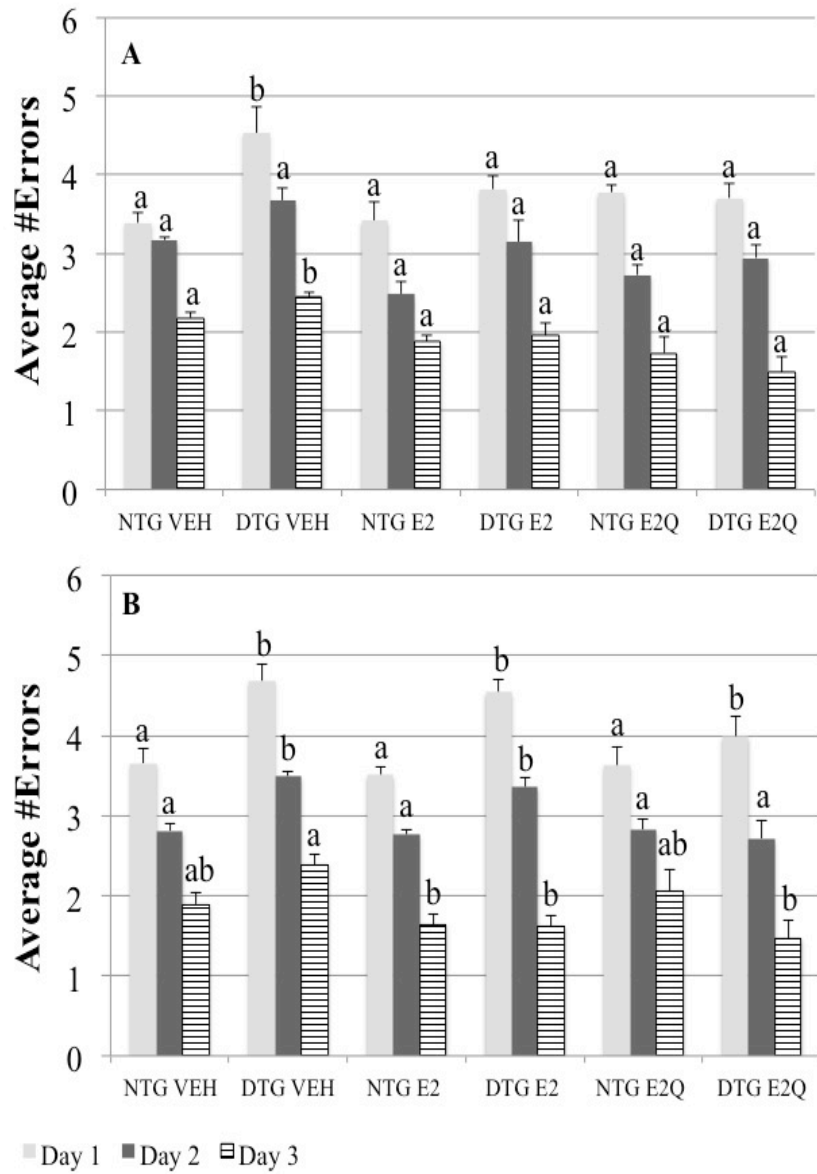 6
A
b
5
a
a
a
a
4
a a
a
a
a
a
3
b
a
a
a
a
2
a
a
1
0
Average #Errors
NTG VEH DTG VEH NTG E2 DTG E2 NTG E2Q DTG E2Q
6
B
b
b
5
b
a
a
a
4
b
b
a
a
a
a
3
a
ab
ab
b
b
b
2
1
0
Average #Errors
NTG VEH DTG VEH NTG E2 DTG E2 NTG E2Q DTG E2Q
Day 1 Day 2 Day 3